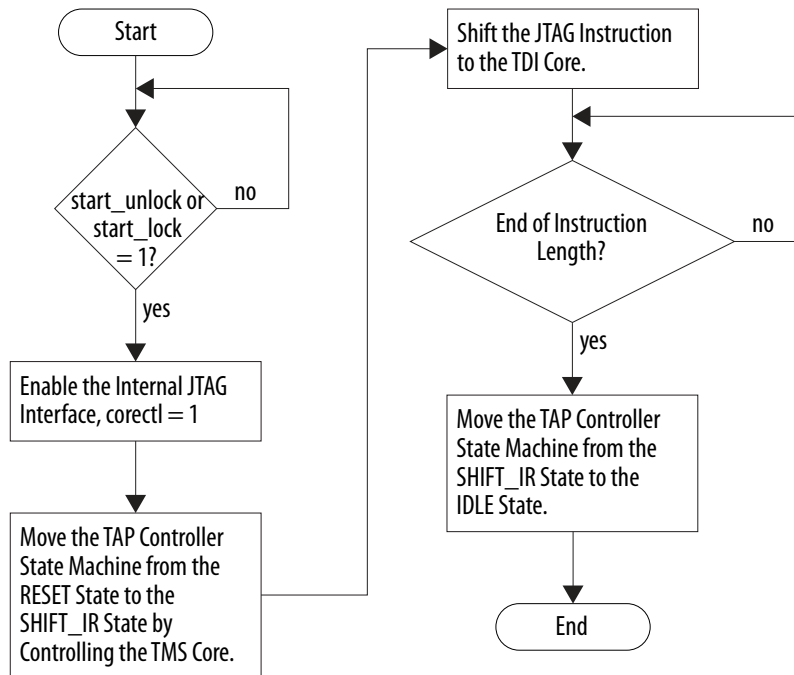 Start
start_unlock or
start_lock
= 1?
no
yes
Enable the Internal JTAG
Interface, corectl = 1
Move the TAP Controller
State Machine from the
RESET State to the
SHIFT_IR State by
Controlling the TMS Core.
Shift the JTAG Instruction
to the TDI Core.
End of Instruction
Length?
no
yes
Move the TAP Controller
State Machine from the
SHIFT_IR State to the
IDLE State.
End